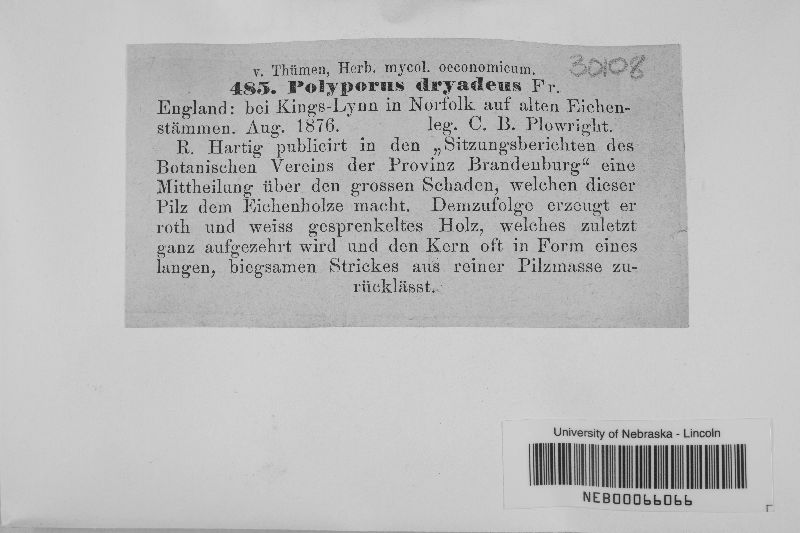 v. Thümen, Herb. mycol. oeconomicum.
30108
485. Polyporus dryadeus Fr.
England: bei Kings-Lynn in Norfolk auf alten Eichen-
stämmen. Aug. 1876. leg. C. B. Plowright.
R. Hartig publicirt in den „Sitzungsberichten des
Botanischen Vereins der Provinz Brandenburg“ eine
Mittheilung über den grossen Schaden, welchen dieser
Pilz dem Eichenholze macht. Demzufolge erzeugt er
roth und weiss gesprenkeltes Holz, welches zuletzt
ganz aufgezehrt wird und den Kern oft in Form eines
langen, biegsamen Strickes aus reiner Pilzmasse zu-
rücklässt.
University of Nebraska - Lincoln
NEB00066066